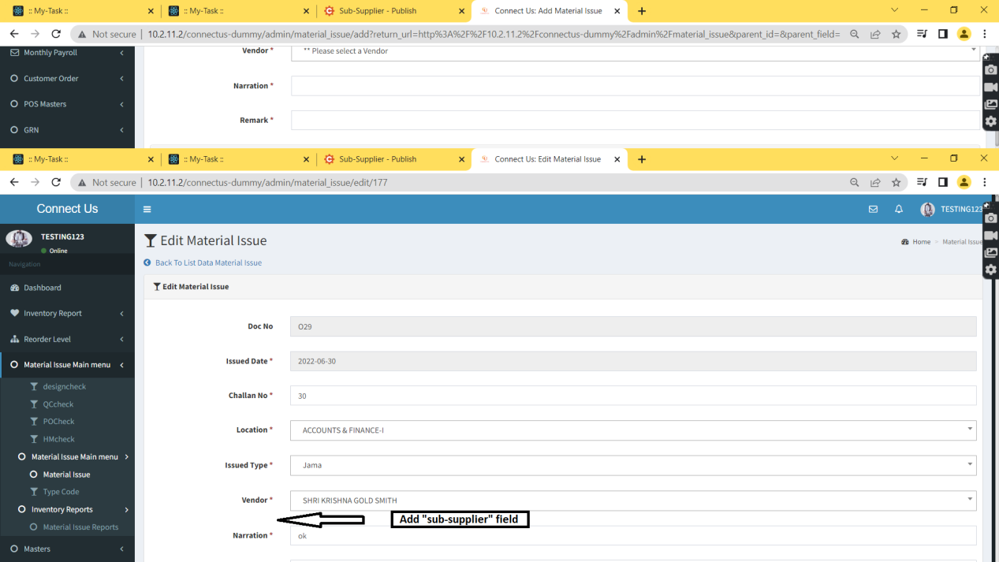 :: My-Task :: :: My-Task :: Sub-Supplier - Publish Connect Us: Add Material Issue
Not secure | 10.2.11.2/connectus-dummy/admin/material_issue/add?return_url=http%3A%2F%2F10.2.11.2%2Fconnectus-dummy%2Fadmin%2Fmaterial_issue&parent_id=&parent_field=
Monthly Payroll
Vendor * ** Please select a Vendor
Customer Order
Narration *
POS Masters
Remark *
GRN
:: My-Task :: :: My-Task :: Sub-Supplier - Publish Connect Us: Edit Material Issue
Not secure | 10.2.11.2/connectus-dummy/admin/material_issue/edit/177
Connect Us
TESTING123
TESTING123
Online
Navigation
Edit Material Issue
Home Material Issue
Back To List Data Material Issue
Edit Material Issue
Dashboard
Inventory Report
Reorder Level
Material Issue Main menu
designcheck
QCcheck
POCheck
HMcheck
Material Issue Main menu
Material Issue
Type Code
Inventory Reports
Material Issue Reports
Masters
Doc No O29
Issued Date * 2022-06-30
Challan No * 30
Location * ACCOUNTS & FINANCE-I
Issued Type * Jama
Vendor * SHRI KRISHNA GOLD SMITH
Add "sub-supplier" field
Narration * ok